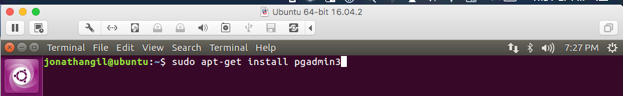 Ubuntu 64-bit 16.04.2
Terminal Terminal File Edit View Search Terminal Help 7:27 PM
jonathangil@ubuntu:~$ sudo apt-get install pgadmin3